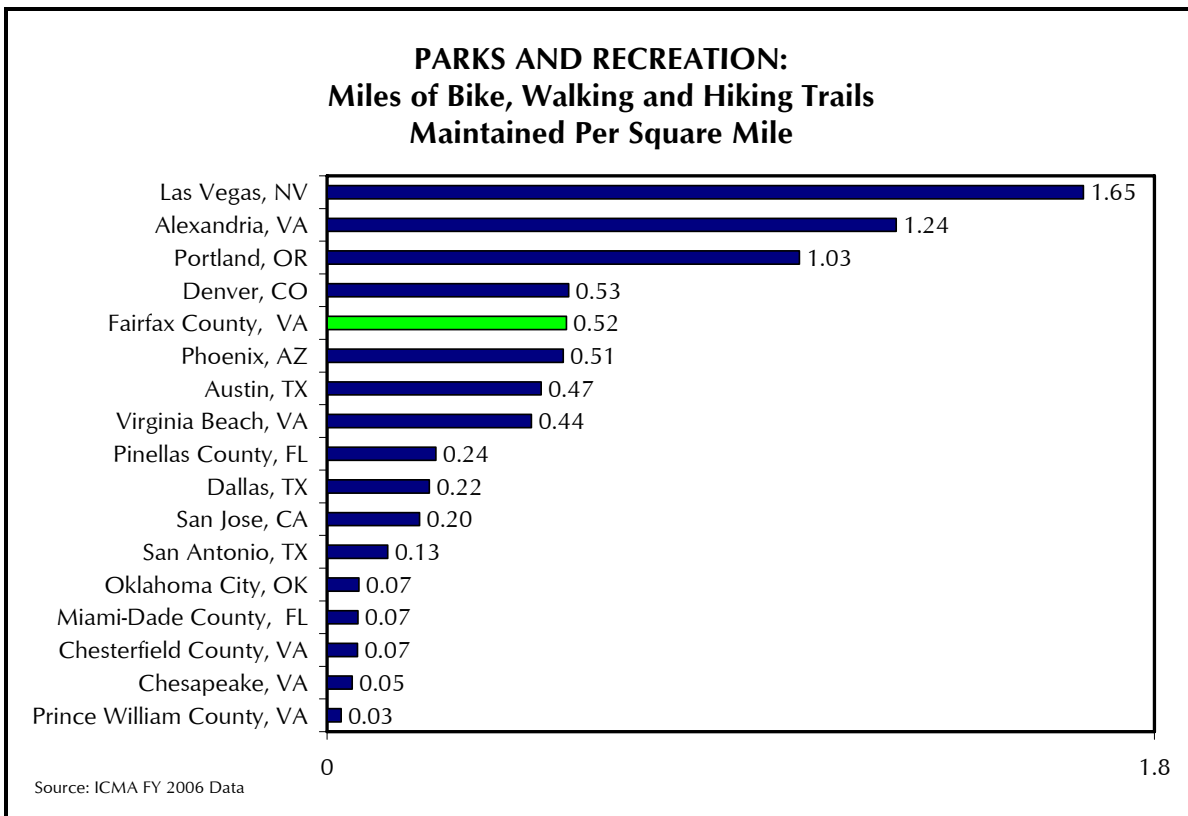 PARKS AND RECREATION:
Miles of Bike, Walking and Hiking Trails
Maintained Per Square Mile
Las Vegas, NV 1.65
Alexandria, VA 1.24
Portland, OR 1.03
Denver, CO 0.53
Fairfax County, VA 0.52
Phoenix, AZ 0.51
Austin, TX 0.47
Virginia Beach, VA 0.44
Pinellas County, FL 0.24
Dallas, TX 0.22
San Jose, CA 0.20
San Antonio, TX 0.13
Oklahoma City, OK 0.07
Miami-Dade County, FL 0.07
Chesterfield County, VA 0.07
Chesapeake, VA 0.05
Prince William County, VA 0.03
0 1.8
Source: ICMA FY 2006 Data